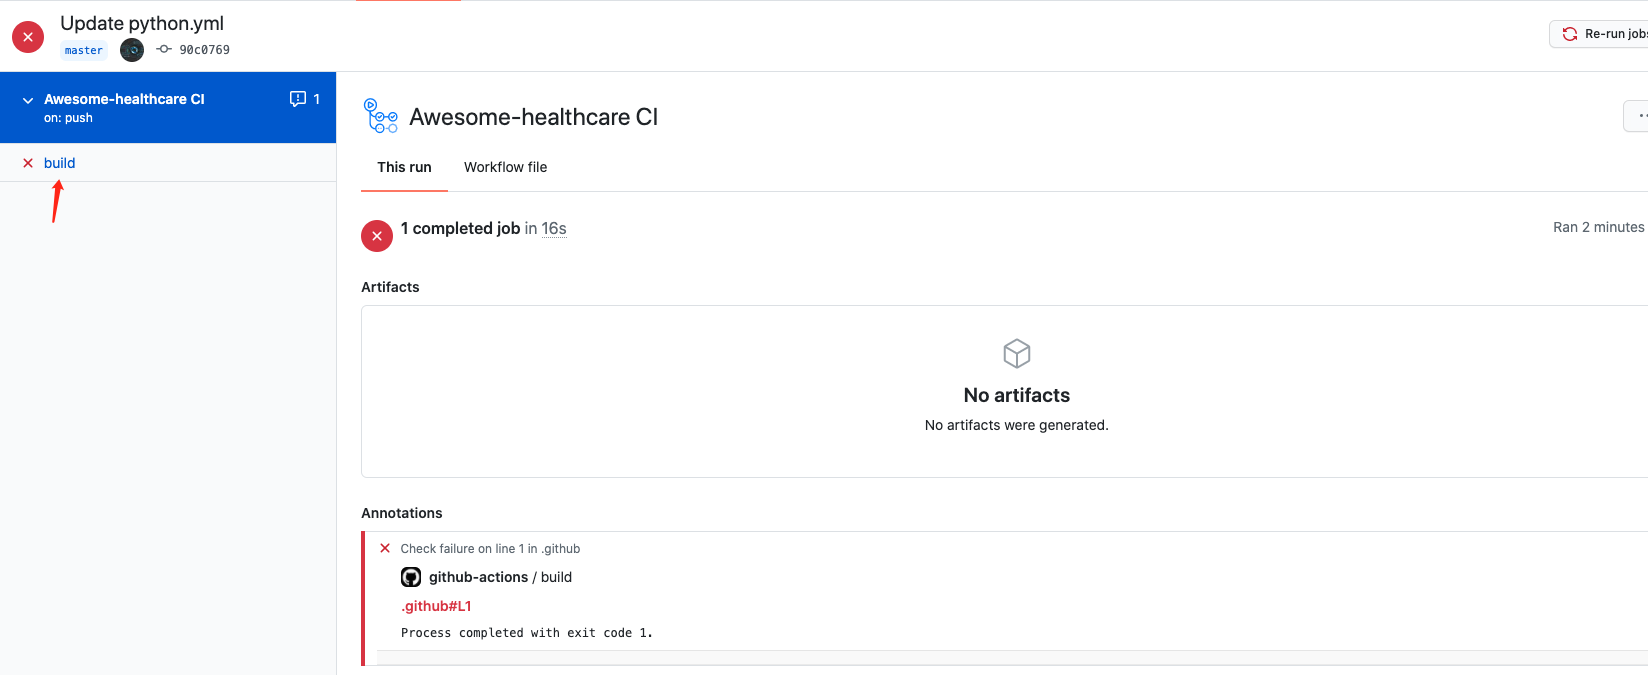 Update python.yml
master 90c0769
Re-run jobs
Awesome-healthcare CI 1
on: push
build
Awesome-healthcare CI
This run Workflow file
1 completed job in 16s
Ran 2 minutes
Artifacts
No artifacts
No artifacts were generated.
Annotations
Check failure on line 1 in .github
github-actions / build
.github#L1
Process completed with exit code 1.